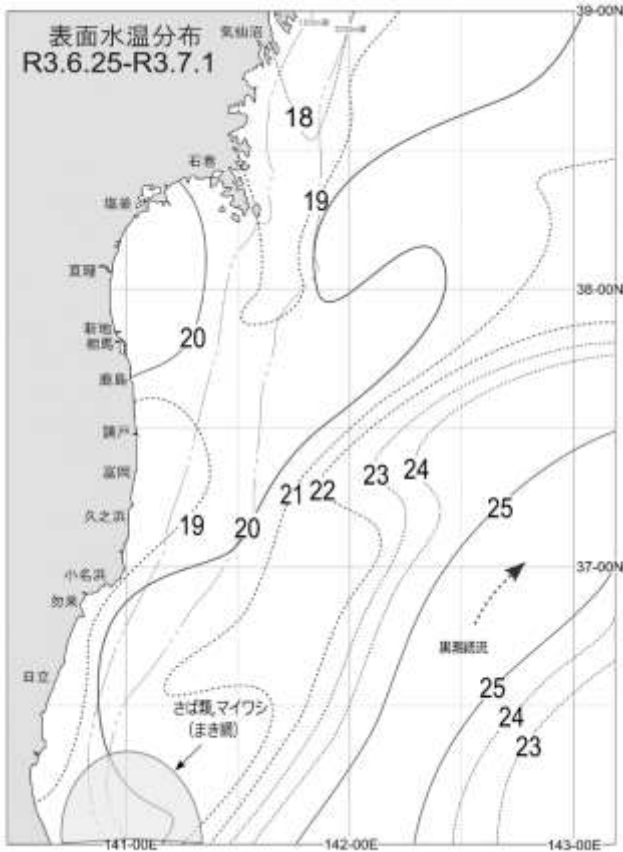 39-00N
表面水温分布
気仙沼
R3.6.25-R3.7.1
18
石巻
19
塩釜
亘理
38-00N
新地
相馬
20
鹿島
請戸
富岡
23
24
21
22
25
久之浜
19
20
37-00N
小名浜
勿来
黒潮続流
日立
25
さば類,マイワシ
(まき網)
24
23
141-00E
142-00E
143-00E